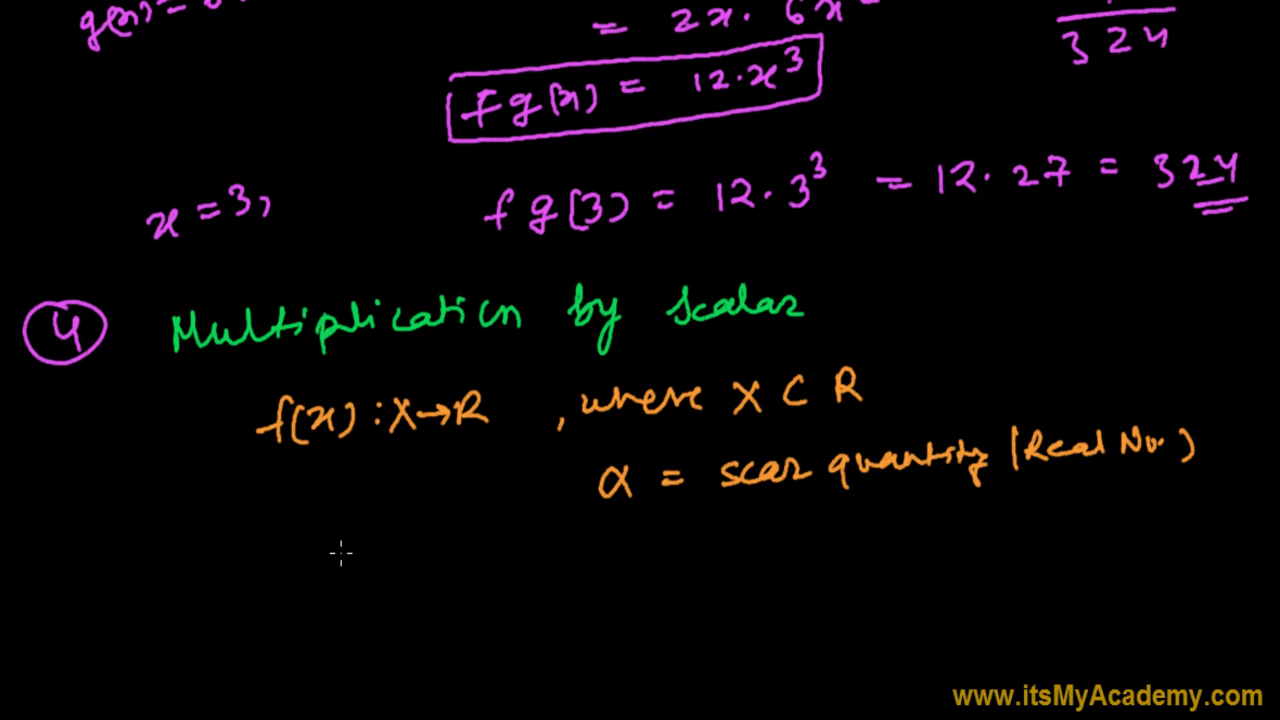 g(x) =
= 2x. 6x
324
fg(x) = 12.x³
x = 3, fg(3) = 12.3³ = 12.27 = 324
4 Multiplication by scalar
f(x) : X→R , where X ⊂ R
α = scar quantity (Real No.)
www.itsMyAcademy.com